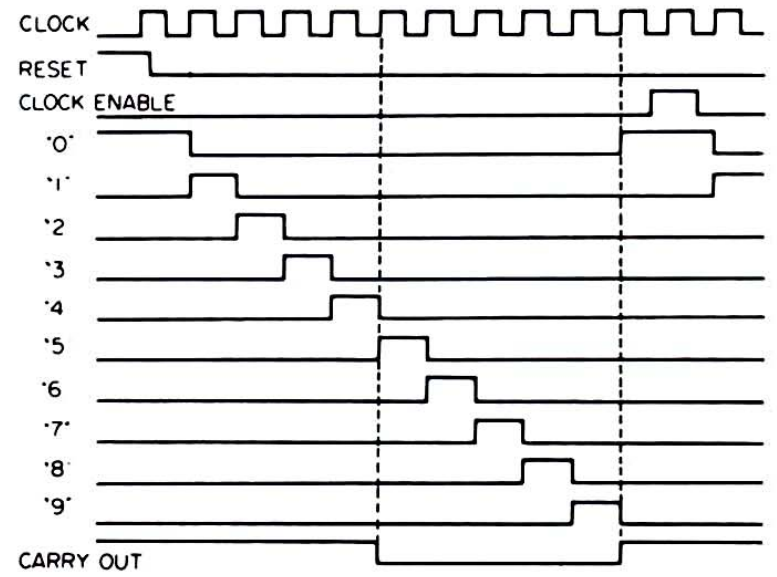 CLOCK
RESET
CLOCK ENABLE
"0"
"1"
"2
"3
"4
"5
"6
"7"
"8
"9"
CARRY OUT